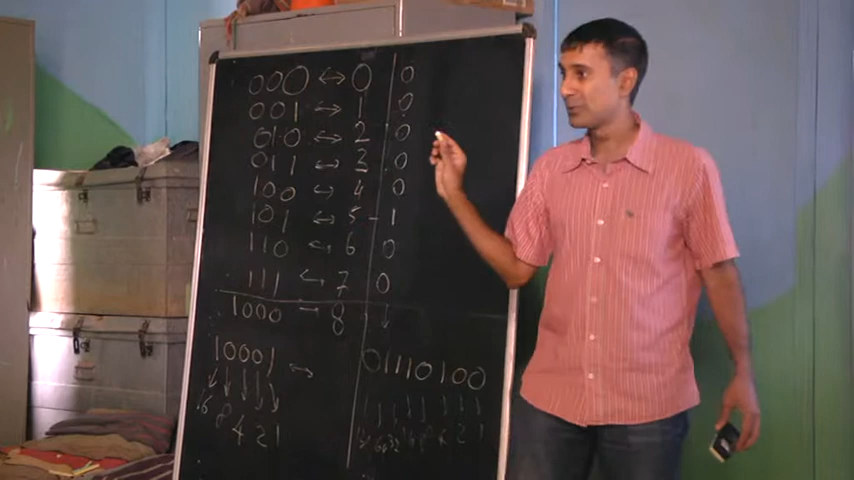 000 ↔ 0 0
001 ↔ 1 0
010 ↔ 2 0
011 ↔ 3 0
100 ↔ 4 0
101 ↔ 5 - 1
110 ↔ 6 0
111 ↔ 7 0
1000 → 8
10001 → 01110100
16 8 4 2 1